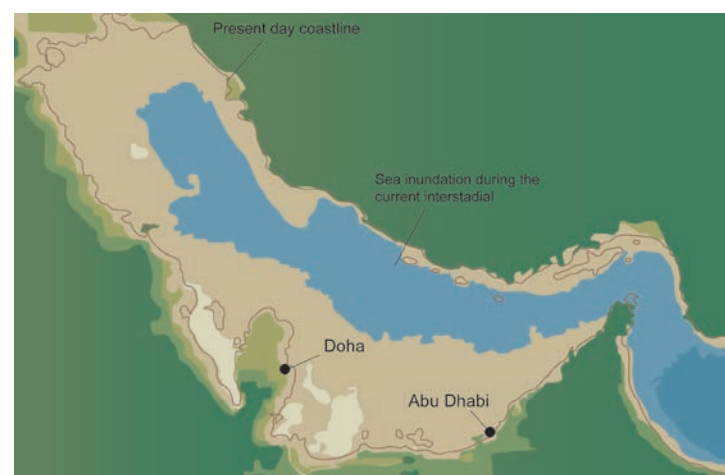 Present day coastline
Sea inundation during the
current interstadial
Doha
Abu Dhabi